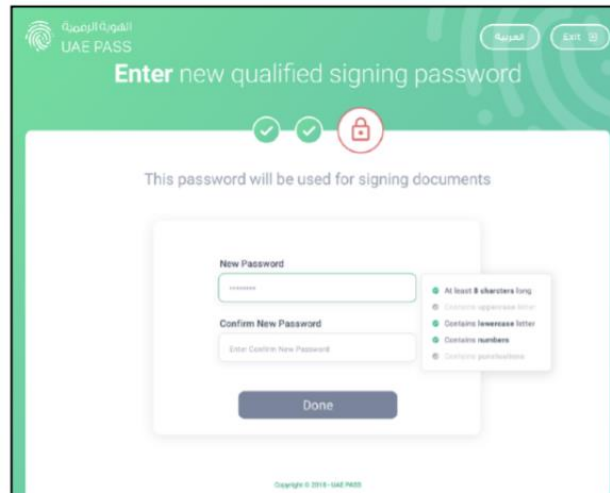 الهوية الرقمية
UAE PASS
العربية
Exit
Enter new qualified signing password
This password will be used for signing documents
New Password
********
At least 8 charcters long
Contains uppercase letter
Contains lowercase letter
Contains numbers
Contains punctuations
Confirm New Password
Enter Confirm New Password
Done
Copyright © 2018 - UAE PASS